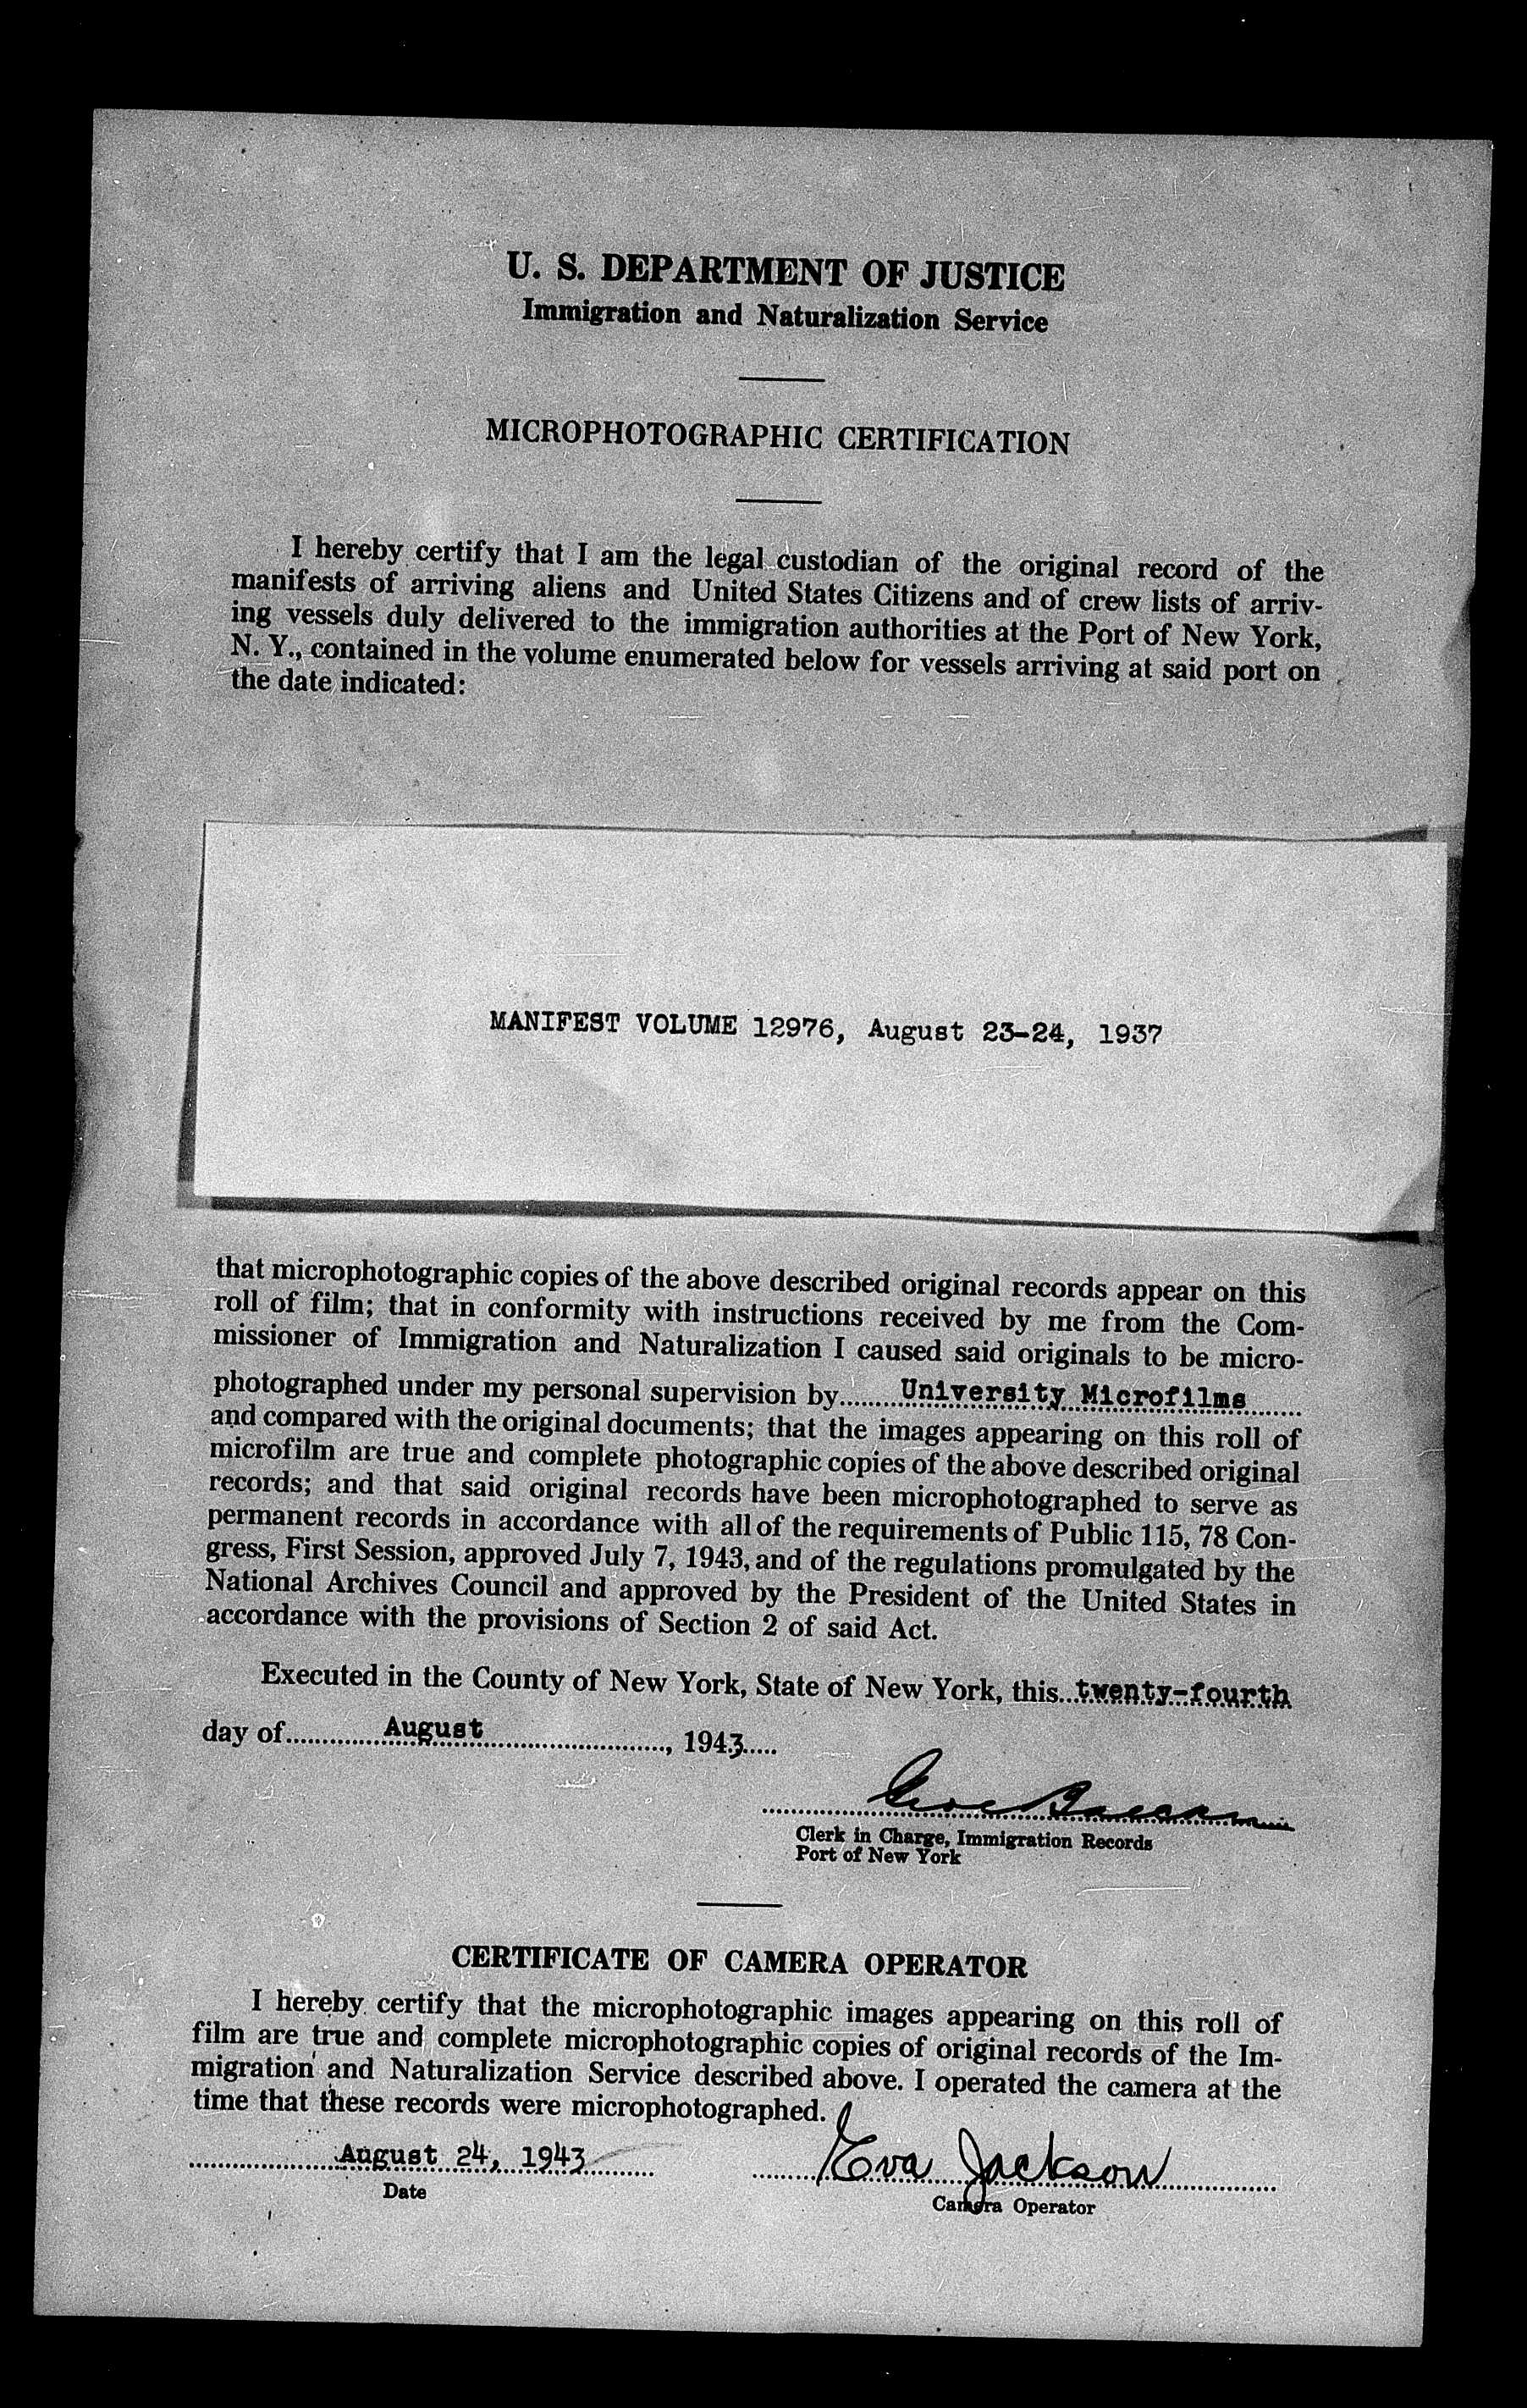 U. S. DEPARTMENT OF JUSTICE
Immigration and Naturalization Service
MICROPHOTOGRAPHIC CERTIFICATION
I hereby certify that I am the legal custodian of the original record of the
manifests of arriving aliens and United States Citizens and of crew lists of arriv-
ing vessels duly delivered to the immigration authorities at the Port of New York,
N. Y., contained in the volume enumerated below for vessels arriving at said port on
the date indicated:
MANIFEST VOLUME 12976, August 23-24, 1937
that microphotographic copies of the above described original records appear on this
roll of film; that in conformity with instructions received by me from the Com-
missioner of Immigration and Naturalization I caused said originals to be micro-
photographed under my personal supervision by University Microfilms
and compared with the original documents; that the images appearing on this roll of
microfilm are true and complete photographic copies of the above described original
records; and that said original records have been microphotographed to serve as
permanent records in accordance with all of the requirements of Public 115, 78 Con-
gress, First Session, approved July 7, 1943, and of the regulations promulgated by the
National Archives Council and approved by the President of the United States in
accordance with the provisions of Section 2 of said Act.
Executed in the County of New York, State of New York, this twenty-fourth
day of August, 1943
Clerk in Charge, Immigration Records
Port of New York
CERTIFICATE OF CAMERA OPERATOR
I hereby certify that the microphotographic images appearing on this roll of
film are true and complete microphotographic copies of original records of the Im-
migration and Naturalization Service described above. I operated the camera at the
time that these records were microphotographed.
August 24, 1943 Eva Jackson
Date Camera Operator